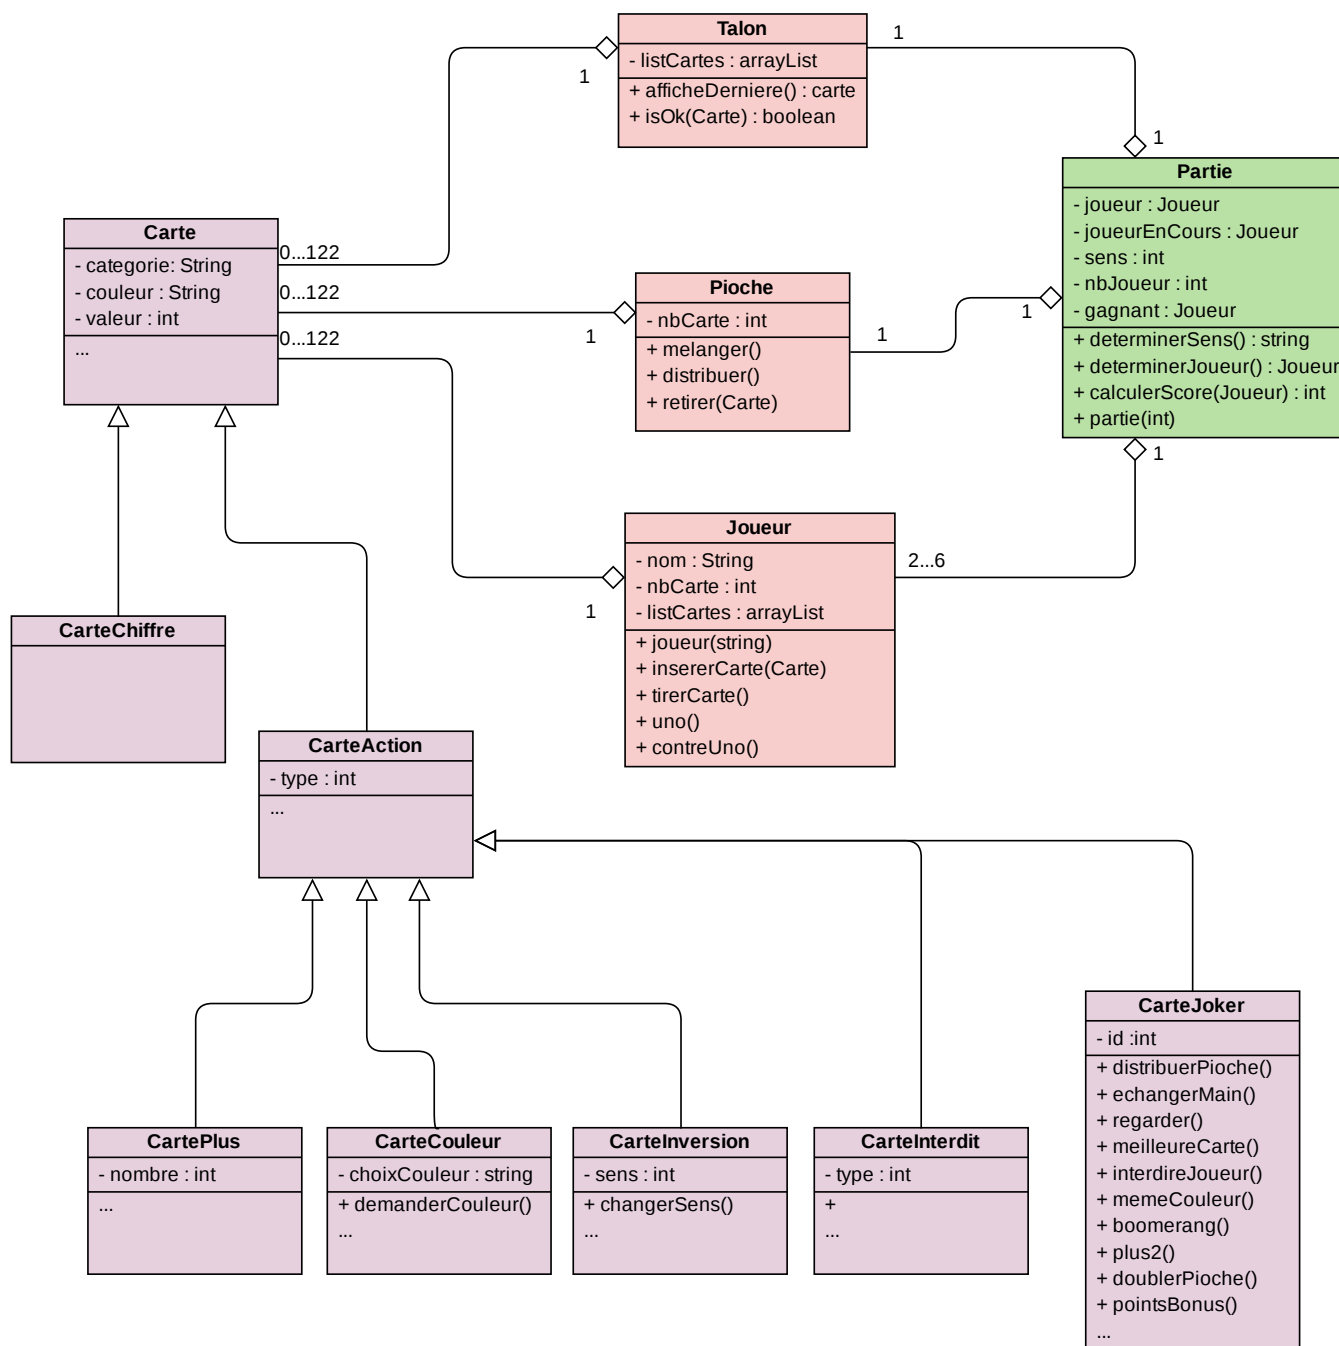 Talon
- listCartes : arrayList
+ afficheDerniere() : carte
+ isOk(Carte) : boolean
1
1
1
Partie
- joueur : Joueur
- joueurEnCours : Joueur
- sens : int
- nbJoueur : int
- gagnant : Joueur
+ determinerSens() : string
+ determinerJoueur() : Joueur
+ calculerScore(Joueur) : int
+ partie(int)
Carte
- categorie: String
- couleur : String
- valeur : int
...
0...122
0...122
0...122
Pioche
- nbCarte : int
+ melanger()
+ distribuer()
+ retirer(Carte)
1
1
1
1
Joueur
- nom : String
- nbCarte : int
- listCartes : arrayList
+ joueur(string)
+ insererCarte(Carte)
+ tirerCarte()
+ uno()
+ contreUno()
1
2...6
CarteChiffre
CarteAction
- type : int
...
CartePlus
- nombre : int
...
CarteCouleur
- choixCouleur : string
+ demanderCouleur()
...
CarteInversion
- sens : int
+ changerSens()
...
CarteInterdit
- type : int
+
...
CarteJoker
- id :int
+ distribuerPioche()
+ echangerMain()
+ regarder()
+ meilleureCarte()
+ interdireJoueur()
+ memeCouleur()
+ boomerang()
+ plus2()
+ doublerPioche()
+ pointsBonus()
...